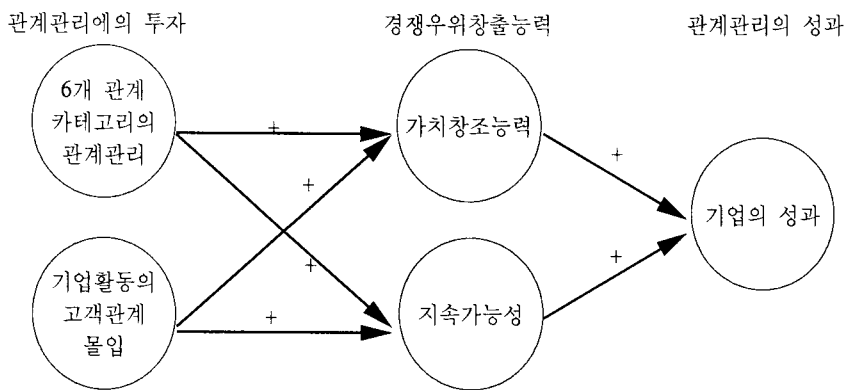 관계관리에의 투자
경쟁우위창출능력
관계관리의 성과
6개 관계
카테고리의
관계관리
가치창조능력
기업의 성과
기업활동의
고객관계
몰입
지속가능성
+
+
+
+
+
+